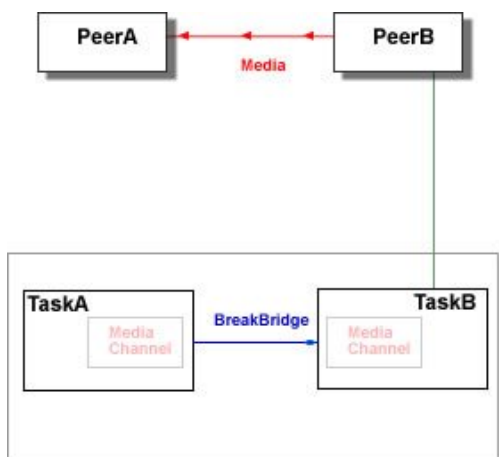 PeerA
PeerB
Media
TaskA
TaskB
BreakBridge
Media
Channel
Media
Channel